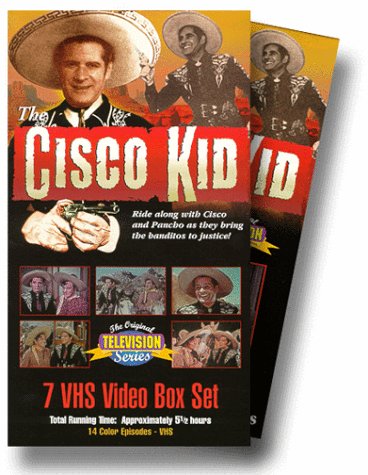 The
CISCO KID
Ride along with Cisco
and Pancho as they bring
the banditos to justice!
The Original
TELEVISION
Series
7 VHS Video Box Set
Total Running Time: Approximately 5½ hours
14 Color Episodes - VHS
ID